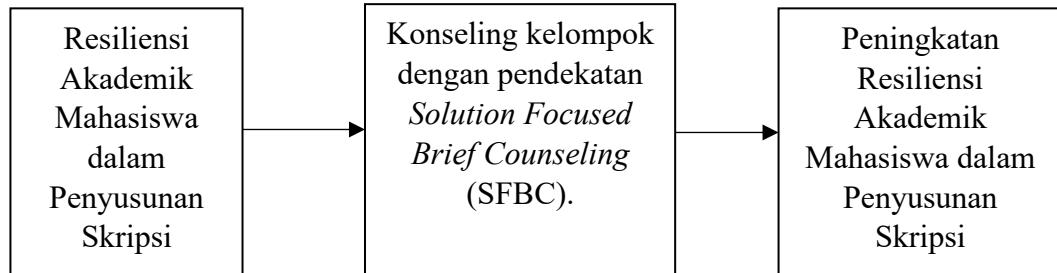 Resiliensi
Akademik
Mahasiswa
dalam
Penyusunan
Skripsi
Konseling kelompok
dengan pendekatan
Solution Focused
Brief Counseling
(SFBC).
Peningkatan
Resiliensi
Akademik
Mahasiswa dalam
Penyusunan
Skripsi